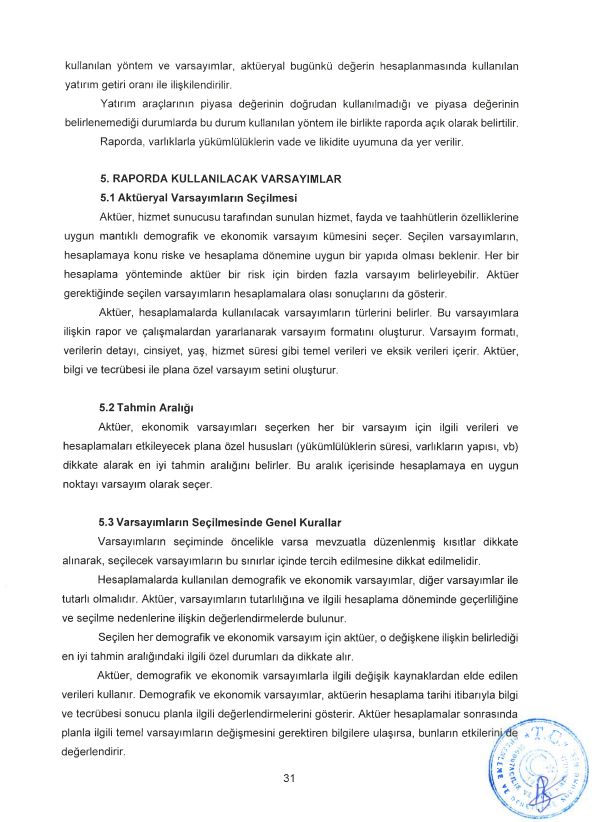 kullanılan yöntem ve varsayımlar, aktüeryal bugünkü değerin hesaplanmasında kullanılan
yatırım getiri oranı ile ilişkilendirilir.
Yatırım araçlarının piyasa değerinin doğrudan kullanılmadığı ve piyasa değerinin
belirlenemediği durumlarda bu durum kullanılan yöntem ile birlikte raporda açık olarak belirtilir.
Raporda, varlıklarla yükümlülüklerin vade ve likidite uyumuna da yer verilir.
5. RAPORDA KULLANILACAK VARSAYIMLAR
5.1 Aktüeryal Varsayımların Seçilmesi
Aktüer, hizmet sunucusu tarafından sunulan hizmet, fayda ve taahhütlerin özelliklerine
uygun mantıklı demografik ve ekonomik varsayım kümesini seçer. Seçilen varsayımların,
hesaplamaya konu riske ve hesaplama dönemine uygun bir yapıda olması beklenir. Her bir
hesaplama yönteminde aktüer bir risk için birden fazla varsayım belirleyebilir. Aktüer
gerektiğinde seçilen varsayımların hesaplamalara olası sonuçlarını da gösterir.
Aktüer, hesaplamalarda kullanılacak varsayımların türlerini belirler. Bu varsayımlara
ilişkin rapor ve çalışmalardan yararlanarak varsayım formatını oluşturur. Varsayım formatı,
verilerin detayı, cinsiyet, yaş, hizmet süresi gibi temel verileri ve eksik verileri içerir. Aktüer,
bilgi ve tecrübesi ile plana özel varsayım setini oluşturur.
5.2 Tahmin Aralığı
Aktüer, ekonomik varsayımları seçerken her bir varsayım için ilgili verileri ve
hesaplamaları etkileyecek plana özel hususları (yükümlülüklerin süresi, varlıkların yapısı, vb)
dikkate alarak en iyi tahmin aralığını belirler. Bu aralık içerisinde hesaplamaya en uygun
noktayı varsayım olarak seçer.
5.3 Varsayımların Seçilmesinde Genel Kurallar
Varsayımların seçiminde öncelikle varsa mevzuatla düzenlenmiş kısıtlar dikkate
alınarak, seçilecek varsayımların bu sınırlar içinde tercih edilmesine dikkat edilmelidir.
Hesaplamalarda kullanılan demografik ve ekonomik varsayımlar, diğer varsayımlar ile
tutarlı olmalıdır. Aktüer, varsayımların tutarlılığına ve ilgili hesaplama döneminde geçerliliğine
ve seçilme nedenlerine ilişkin değerlendirmelerde bulunur.
Seçilen her demografik ve ekonomik varsayım için aktüer, o değişkene ilişkin belirlediği
en iyi tahmin aralığındaki ilgili özel durumları da dikkate alır.
Aktüer, demografik ve ekonomik varsayımlarla ilgili değişik kaynaklardan elde edilen
verileri kullanır. Demografik ve ekonomik varsayımlar, aktüerin hesaplama tarihi itibarıyla bilgi
ve tecrübesi sonucu planla ilgili değerlendirmelerini gösterir. Aktüer hesaplamalar sonrasında
planla ilgili temel varsayımların değişmesini gerektiren bilgilere ulaşırsa, bunların etkilerini de
değerlendirir.
31
T.C.